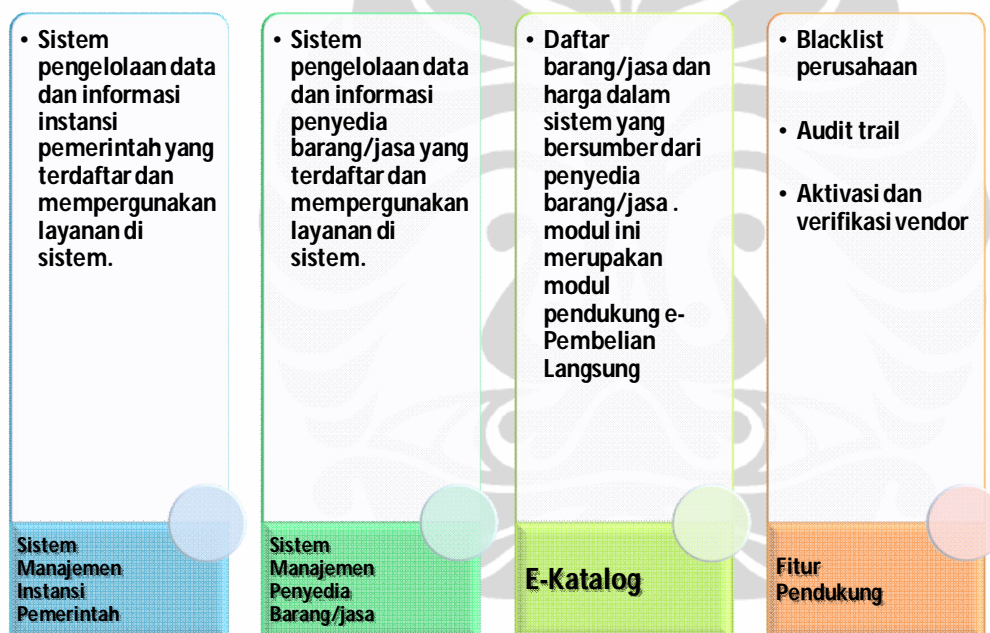 • Sistem
pengelolaan data
dan informasi
instansi
pemerintah yang
terdaftar dan
mempergunakan
layanan di
sistem.
Sistem
Manajemen
Instansi
Pemerintah
• Sistem
pengelolaan data
dan informasi
penyedia
barang/jasa yang
terdaftar dan
mempergunakan
layanan di
sistem.
Sistem
Manajemen
Penyedia
Barang/jasa
• Daftar
barang/jasa dan
harga dalam
sistem yang
bersumber dari
penyedia
barang/jasa .
modul ini
merupakan
modul
pendukung e-
Pembelian
Langsung
E-Katalog
• Blacklist
perusahaan
• Audit trail
• Aktivasi dan
verifikasi vendor
Fitur
Pendukung